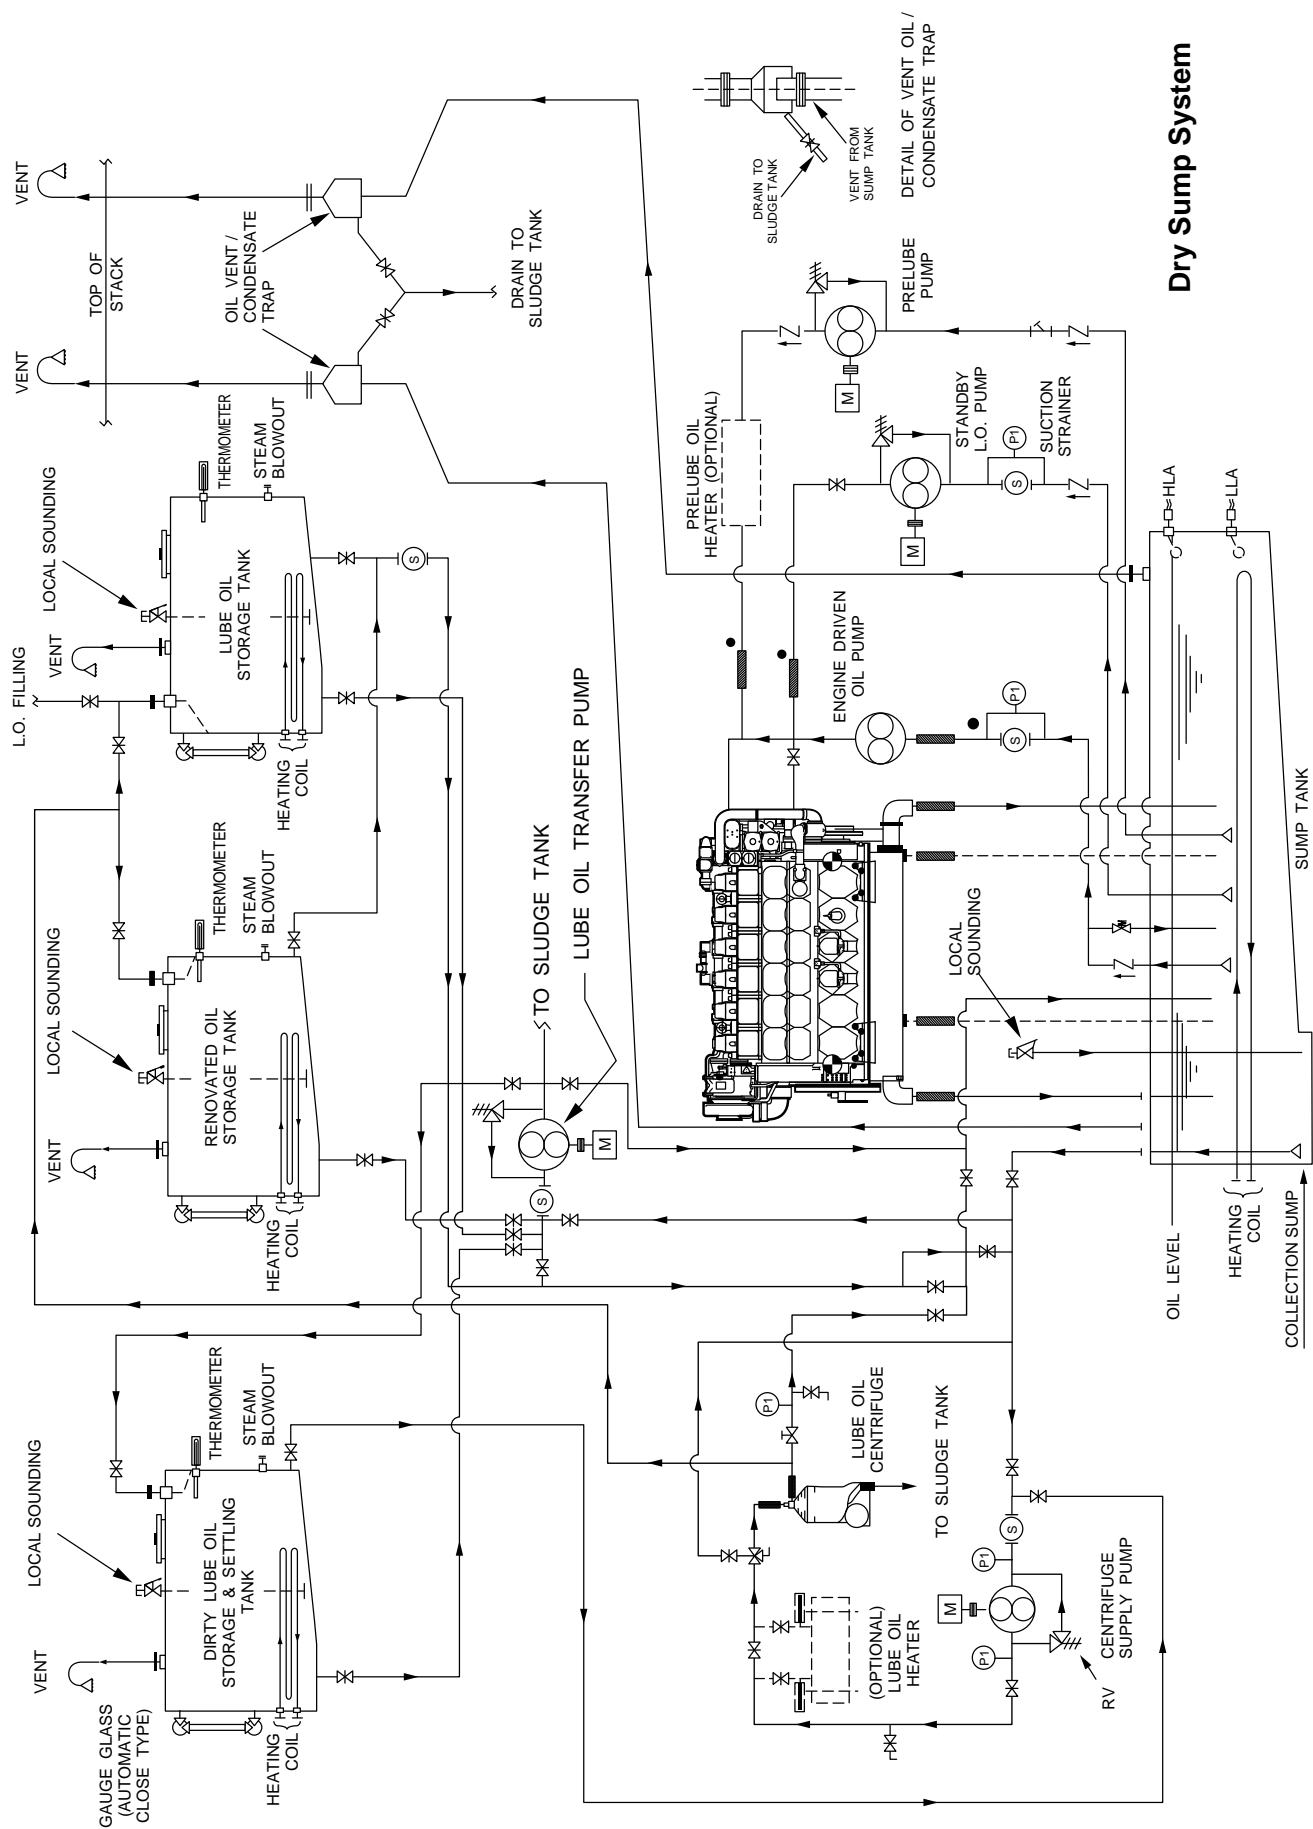 VENT
GAUGE GLASS
(AUTOMATIC
CLOSE TYPE)
LOCAL SOUNDING
DIRTY LUBE OIL
STORAGE & SETTLING
TANK
THERMOMETER
STEAM
BLOWOUT
HEATING
COIL
VENT
LOCAL SOUNDING
RENOVATED OIL
STORAGE TANK
THERMOMETER
STEAM
BLOWOUT
HEATING
COIL
L.O. FILLING
VENT
LOCAL SOUNDING
LUBE OIL
STORAGE TANK
THERMOMETER
STEAM
BLOWOUT
HEATING
COIL
S
VENT
VENT
TOP OF
STACK
OIL VENT /
CONDENSATE
TRAP
DRAIN TO
SLUDGE TANK
TO SLUDGE TANK
LUBE OIL TRANSFER PUMP
M
S
DRAIN TO
SLUDGE TANK
VENT FROM
SUMP TANK
DETAIL OF VENT OIL /
CONDENSATE TRAP
PRELUBE OIL
HEATER (OPTIONAL)
M
PRELUBE
PUMP
M
STANDBY
L.O. PUMP
S
P1
SUCTION
STRAINER
ENGINE DRIVEN
OIL PUMP
S
P1
LOCAL
SOUNDING
P1
LUBE OIL
CENTRIFUGE
TO SLUDGE TANK
(OPTIONAL)
LUBE OIL
HEATER
M
P1
P1
S
CENTRIFUGE
SUPPLY PUMP
RV
HLA
LLA
OIL LEVEL
HEATING
COIL
COLLECTION SUMP
SUMP TANK
Dry Sump System